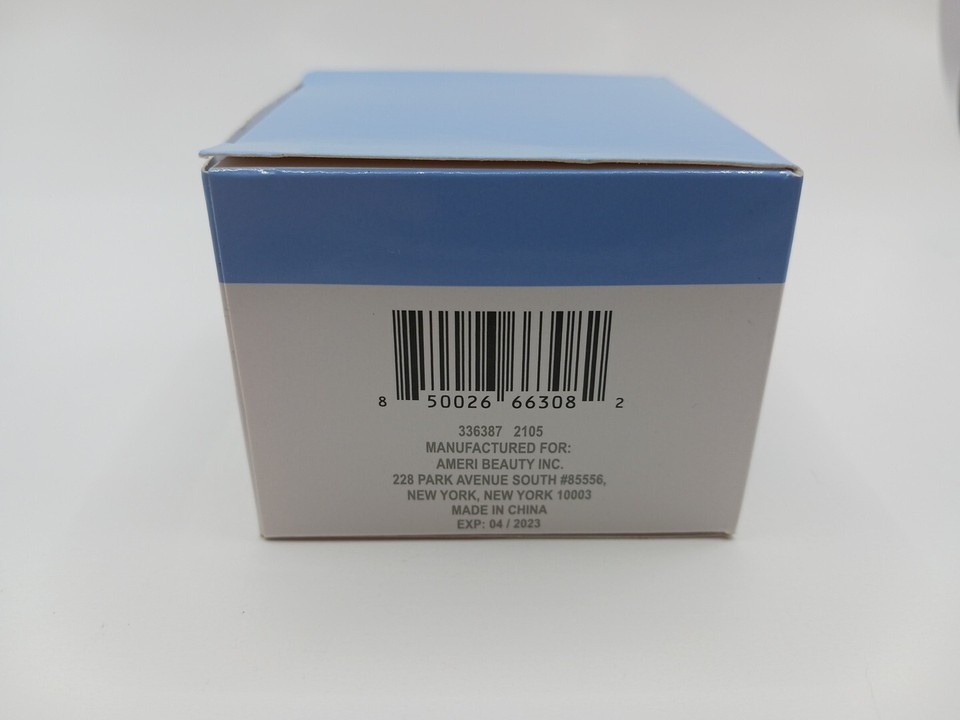 8 50026 66308 2
336387 2105
MANUFACTURED FOR:
AMERI BEAUTY INC.
228 PARK AVENUE SOUTH #85556,
NEW YORK, NEW YORK 10003
MADE IN CHINA
EXP: 04 / 2023